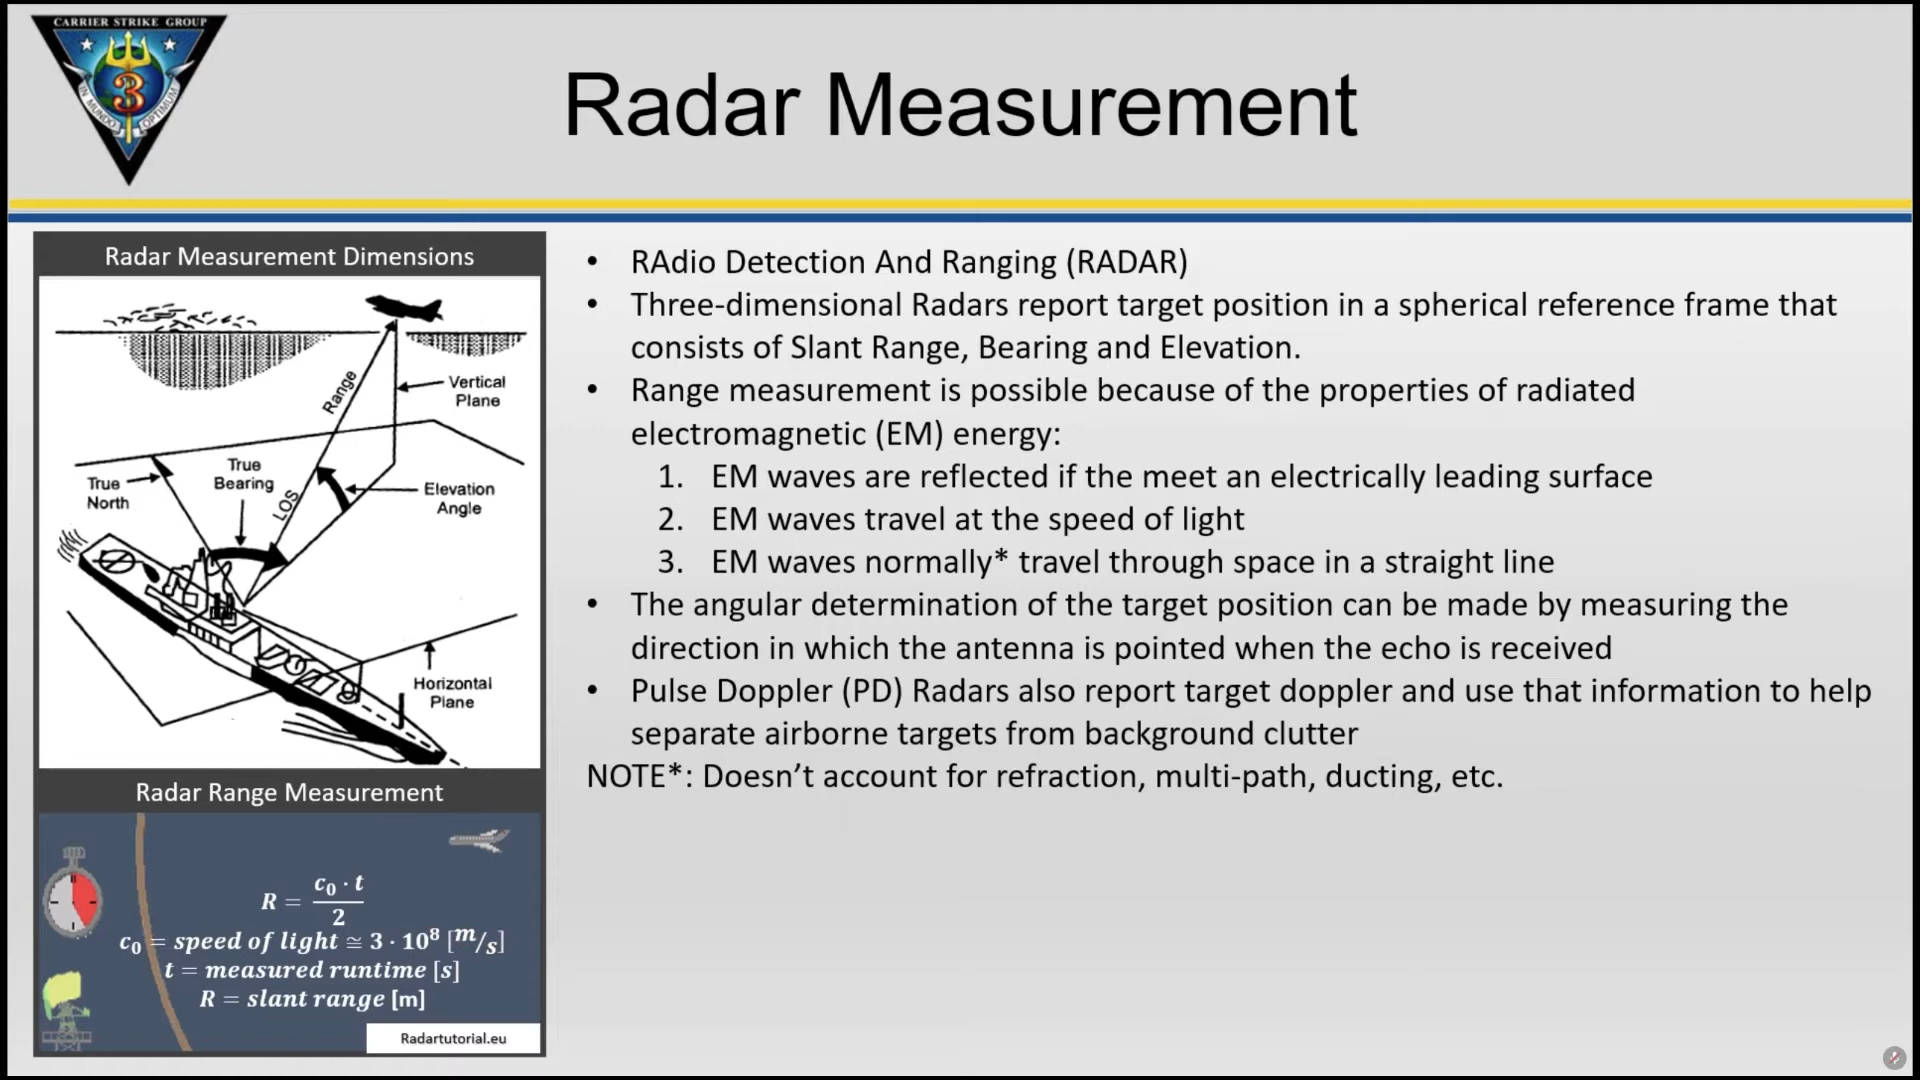 CARRIER STRIKE GROUP
3
IN MUNDO OPTIMUM
Radar Measurement
Radar Measurement Dimensions
Range
Vertical
Plane
True
Bearing
True
North
LOS
Elevation
Angle
Horizontal
Plane
Radar Range Measurement
R = c₀ · t / 2
c₀ = speed of light ≅ 3 · 10⁸ [m/s]
t = measured runtime [s]
R = slant range [m]
Radartutorial.eu
• RAdio Detection And Ranging (RADAR)
• Three-dimensional Radars report target position in a spherical reference frame that
consists of Slant Range, Bearing and Elevation.
• Range measurement is possible because of the properties of radiated
electromagnetic (EM) energy:
1. EM waves are reflected if the meet an electrically leading surface
2. EM waves travel at the speed of light
3. EM waves normally* travel through space in a straight line
• The angular determination of the target position can be made by measuring the
direction in which the antenna is pointed when the echo is received
• Pulse Doppler (PD) Radars also report target doppler and use that information to help
separate airborne targets from background clutter
NOTE*: Doesn’t account for refraction, multi-path, ducting, etc.